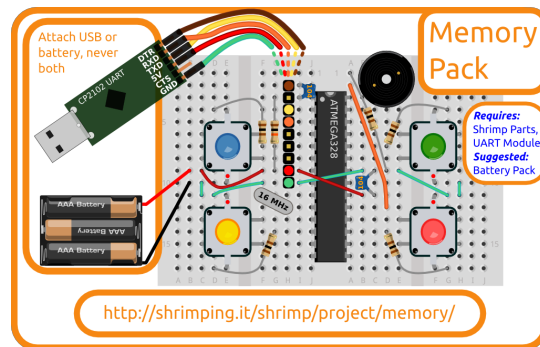 Attach USB or
battery, never
both
DTR
RXD
TXD
5V
CTS
GND
CP2102 UART
Memory
Pack
Requires:
Shrimp Parts,
UART Module
Suggested:
Battery Pack
ATMEGA328
16 MHz
AAA Battery
AAA Battery
AAA Battery
http://shrimping.it/shrimp/project/memory/